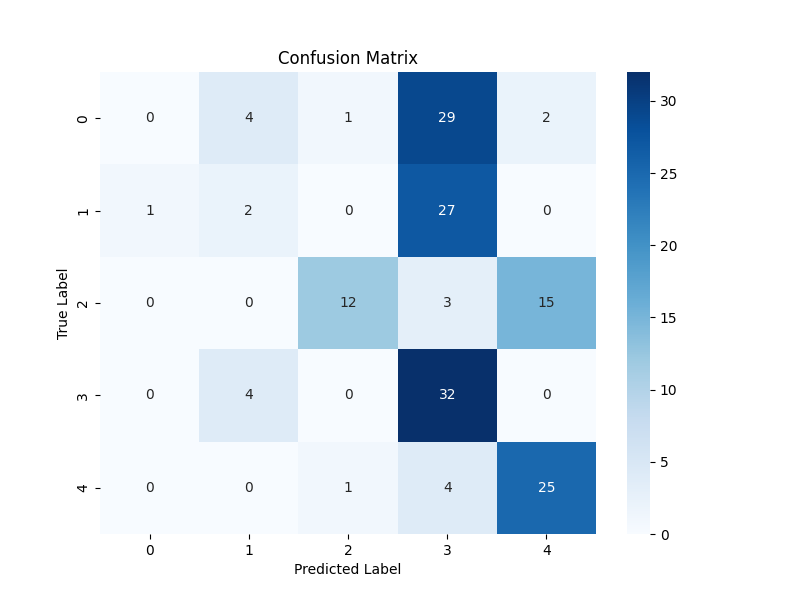 Confusion Matrix
True Label
0 0 4 1 29 2
1 1 2 0 27 0
2 0 0 12 3 15
3 0 4 0 32 0
4 0 0 1 4 25
0 1 2 3 4
Predicted Label
30
25
20
15
10
5
0